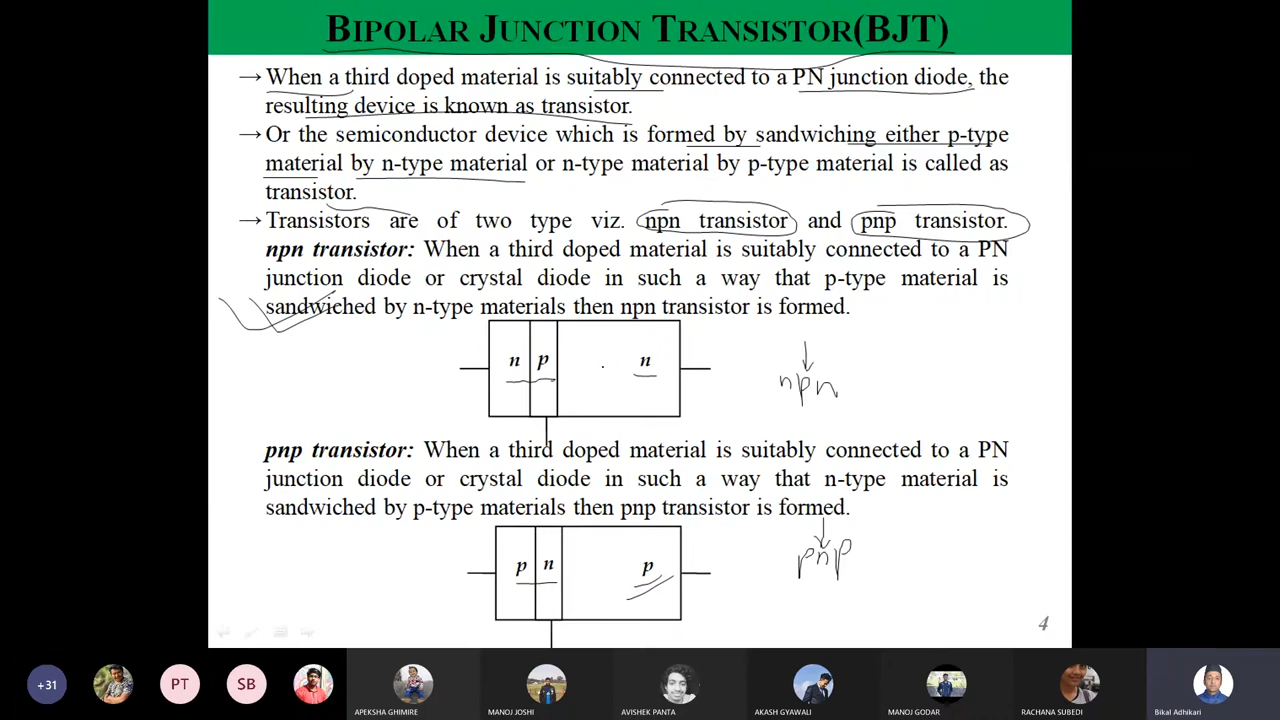 BIPOLAR JUNCTION TRANSISTOR(BJT)
→When a third doped material is suitably connected to a PN junction diode, the
resulting device is known as transistor.
→Or the semiconductor device which is formed by sandwiching either p-type
material by n-type material or n-type material by p-type material is called as
transistor.
→Transistors are of two type viz. npn transistor and pnp transistor.
npn transistor: When a third doped material is suitably connected to a PN
junction diode or crystal diode in such a way that p-type material is
sandwiched by n-type materials then npn transistor is formed.
n p n
npn
pnp transistor: When a third doped material is suitably connected to a PN
junction diode or crystal diode in such a way that n-type material is
sandwiched by p-type materials then pnp transistor is formed.
p n p
pnp
4
+31 PT SB
APEKSHA GHIMIRE MANOJ JOSHI AVISHEK PANTA AKASH GYAWALI MANOJ GODAR RACHANA SUBEDI Bikal Adhikari